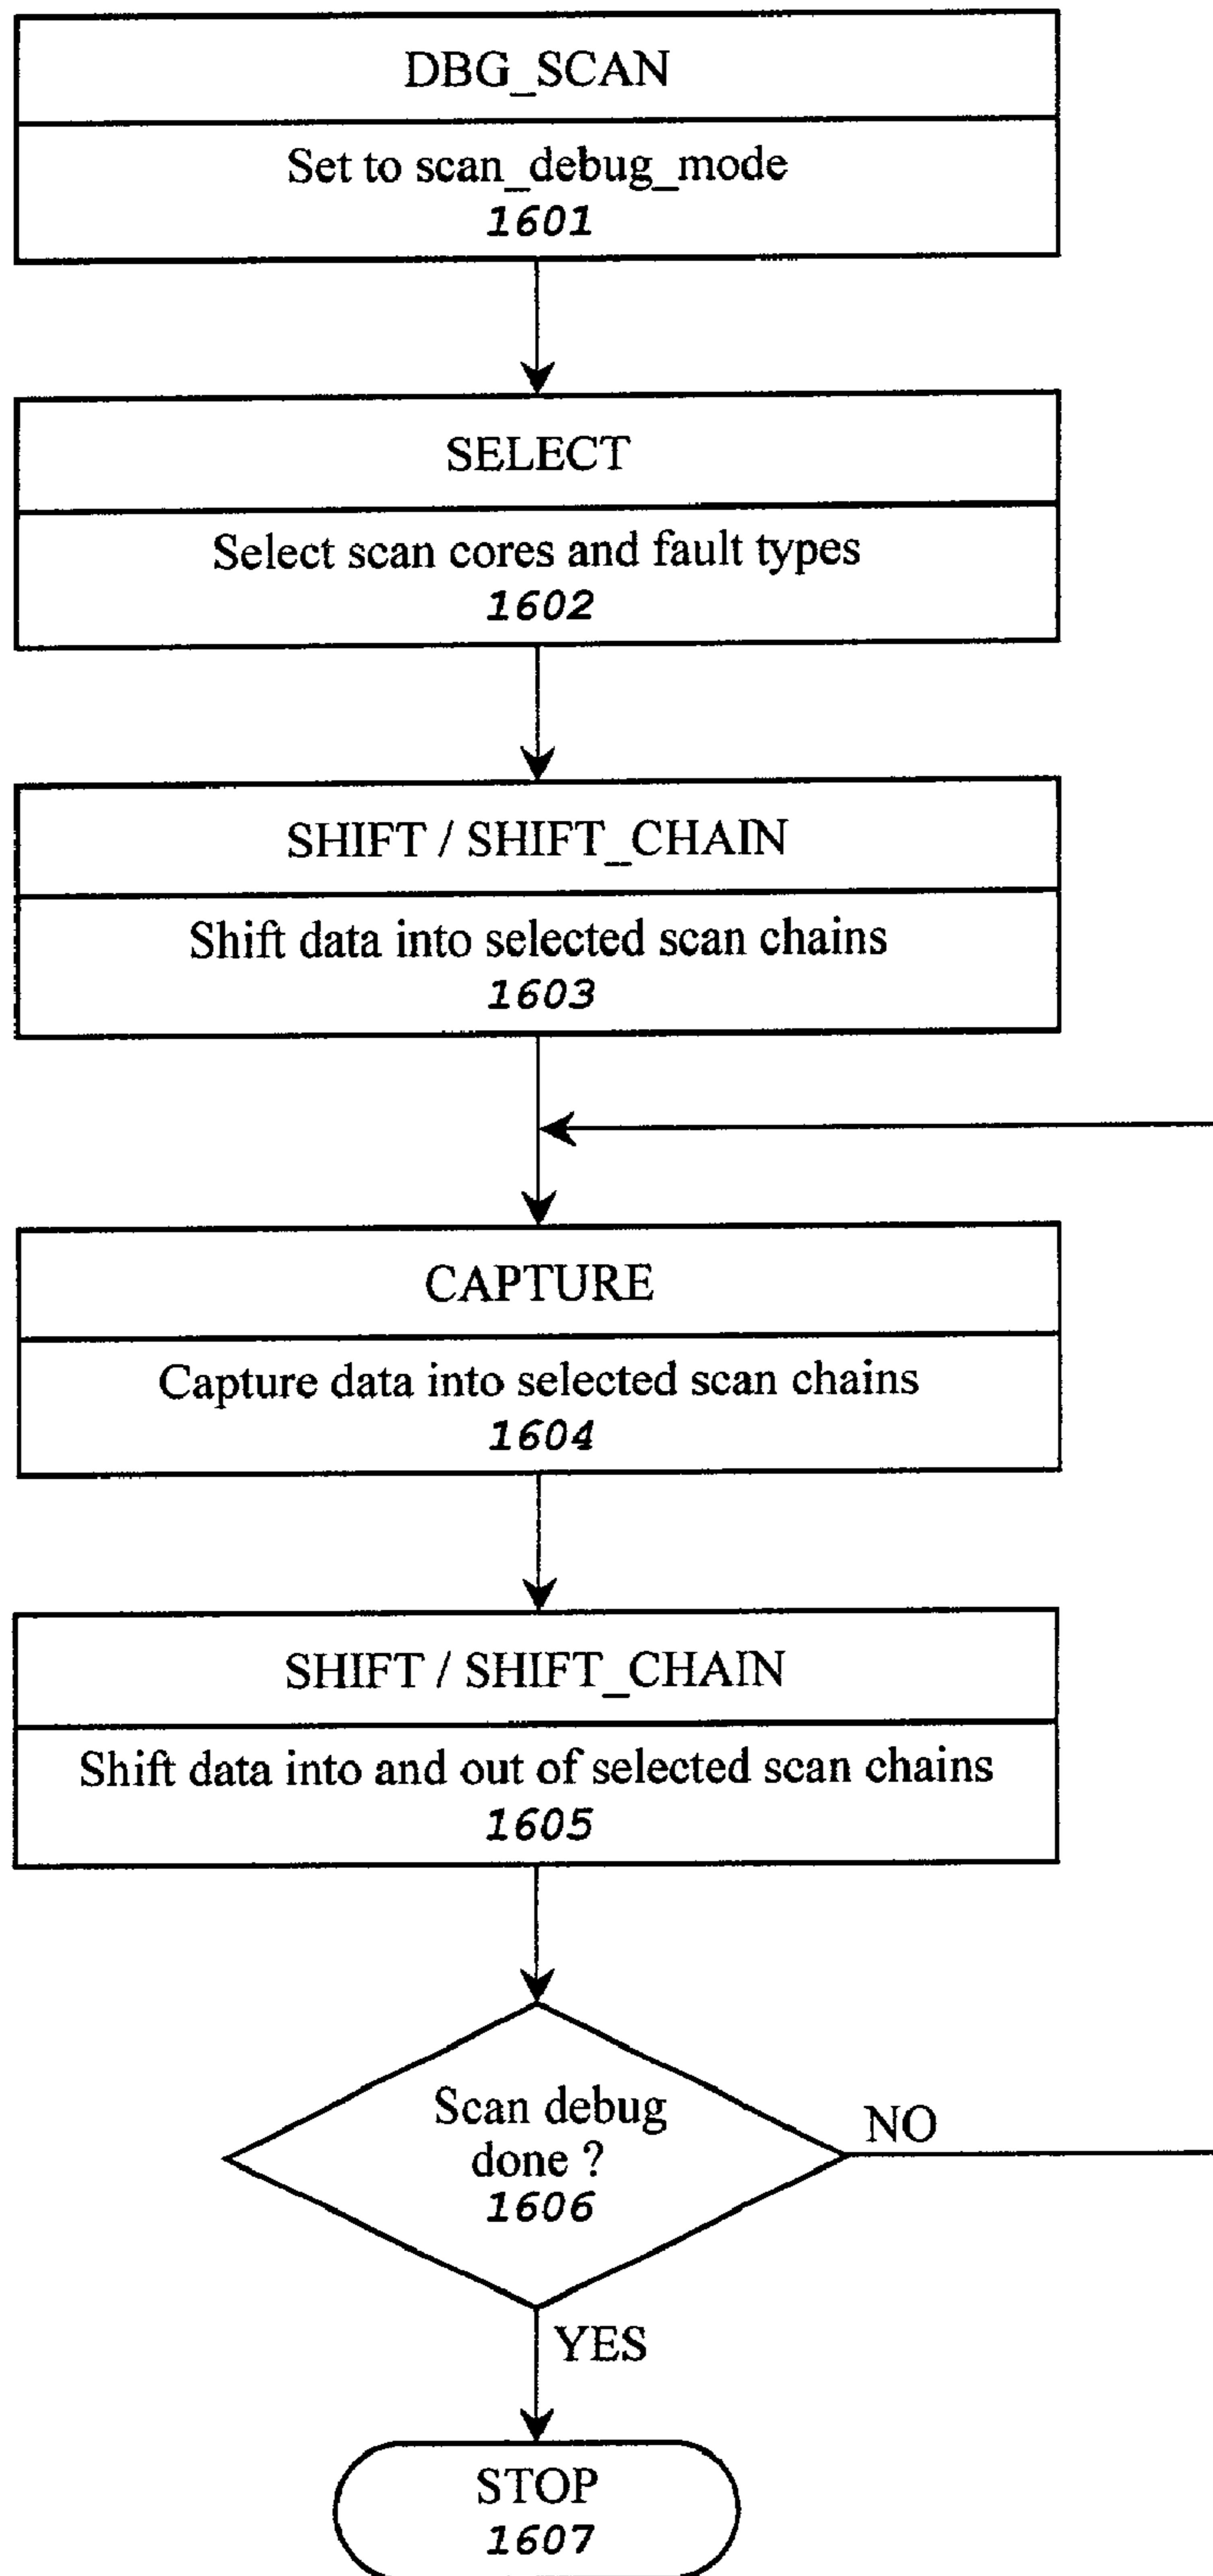 DBG_SCAN
Set to scan_debug_mode
1601
SELECT
Select scan cores and fault types
1602
SHIFT / SHIFT_CHAIN
Shift data into selected scan chains
1603
CAPTURE
Capture data into selected scan chains
1604
SHIFT / SHIFT_CHAIN
Shift data into and out of selected scan chains
1605
Scan debug
done ?
1606
NO
YES
STOP
1607